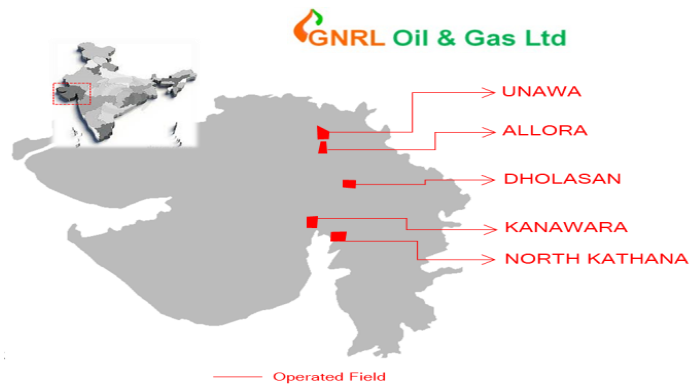 GNRL Oil & Gas Ltd
UNAWA
ALLORA
DHOLASAN
KANAWARA
NORTH KATHANA
Operated Field